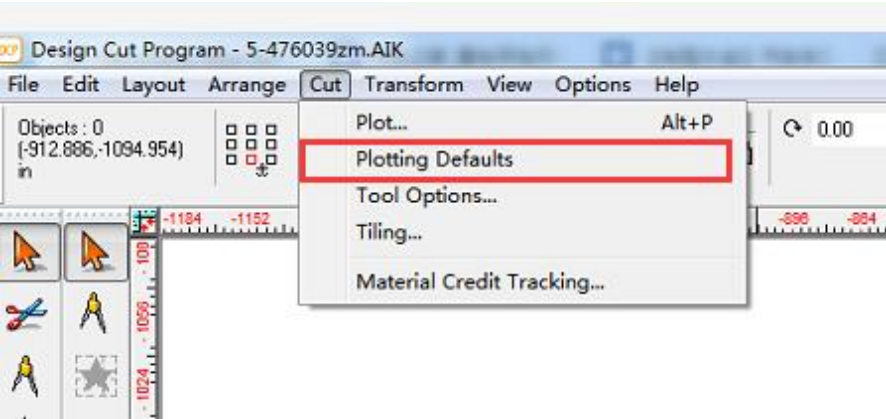 DCP Design Cut Program - 5-476039zm.AIK
File Edit Layout Arrange Cut Transform View Options Help
Objects : 0
(-912.886,-1094.954)
in
0.00
Plot... Alt+P
Plotting Defaults
Tool Options...
Tiling...
Material Credit Tracking...
-1184 -1152 -896 -864
-108
-1056
-1024